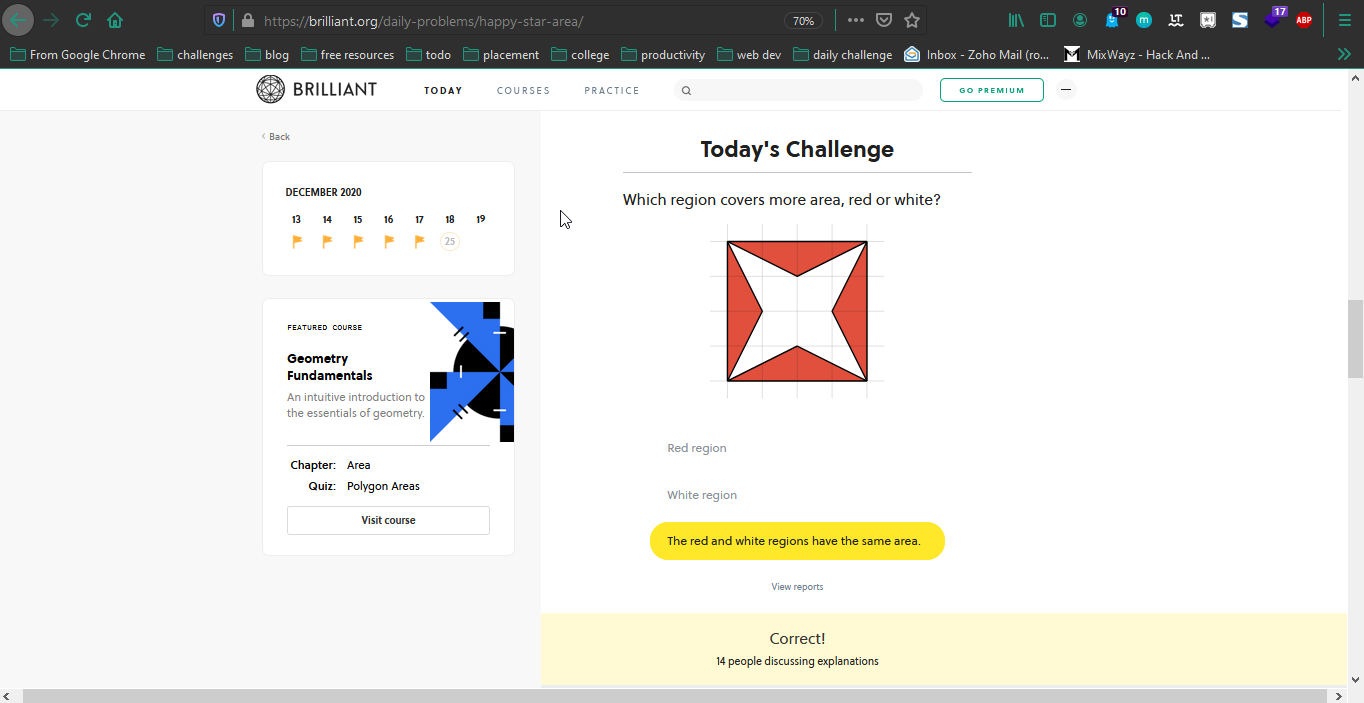 https://brilliant.org/daily-problems/happy-star-area/
70%
10
17
ABP
From Google Chrome
challenges
blog
free resources
todo
placement
college
productivity
web dev
daily challenge
Inbox - Zoho Mail (ro...
MixWayz - Hack And ...
BRILLIANT
TODAY
COURSES
PRACTICE
GO PREMIUM
Back
DECEMBER 2020
13 14 15 16 17 18 19
25
FEATURED COURSE
Geometry
Fundamentals
An intuitive introduction to
the essentials of geometry.
Chapter: Area
Quiz: Polygon Areas
Visit course
Today's Challenge
Which region covers more area, red or white?
Red region
White region
The red and white regions have the same area.
View reports
Correct!
14 people discussing explanations